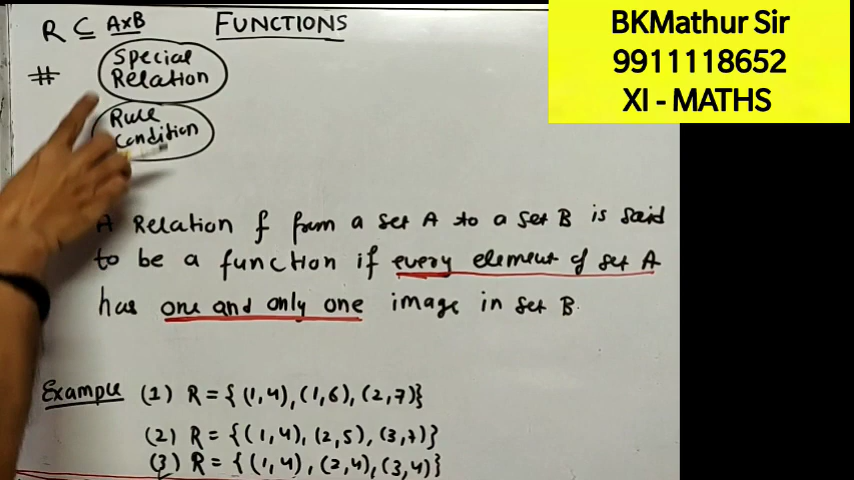 R ⊆ A×B FUNCTIONS
# Special
Relation
Rule
Condition
A Relation f from a set A to a set B is said
to be a function if every element of set A
has one and only one image in set B.
Example (1) R = {(1,4), (1,6), (2,7)}
(2) R = {(1,4), (2,5), (3,7)}
(3) R = {(1,4), (2,4), (3,4)}
BKMathur Sir
9911118652
XI - MATHS